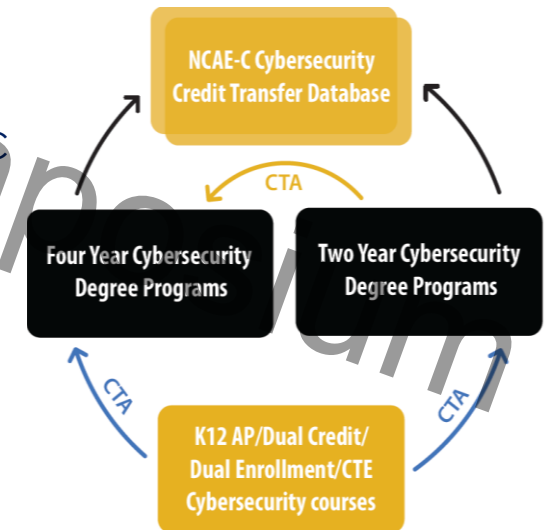 NCAE-C Cybersecurity
Credit Transfer Database
CTA
Four Year Cybersecurity
Degree Programs
Two Year Cybersecurity
Degree Programs
CTA
CTA
K12 AP/Dual Credit/
Dual Enrollment/CTE
Cybersecurity courses